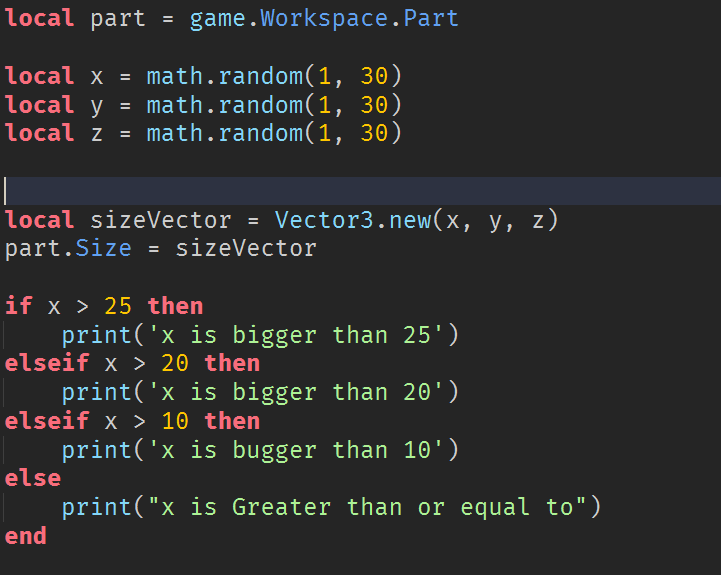 local part = game.Workspace.Part
local x = math.random(1, 30)
local y = math.random(1, 30)
local z = math.random(1, 30)
local sizeVector = Vector3.new(x, y, z)
part.Size = sizeVector
if x > 25 then
    print('x is bigger than 25')
elseif x > 20 then
    print('x is bigger than 20')
elseif x > 10 then
    print('x is bugger than 10')
else
    print("x is Greater than or equal to")
end